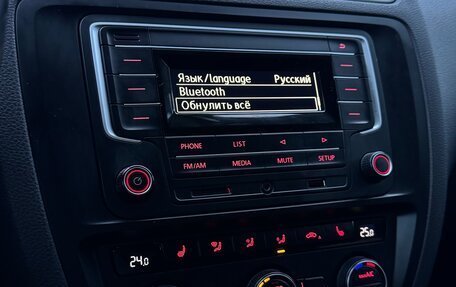 Язык/language Русский
Bluetooth
Обнулить всё
PHONE LIST
FM/AM MEDIA MUTE SETUP
24.0 25.0
A/C